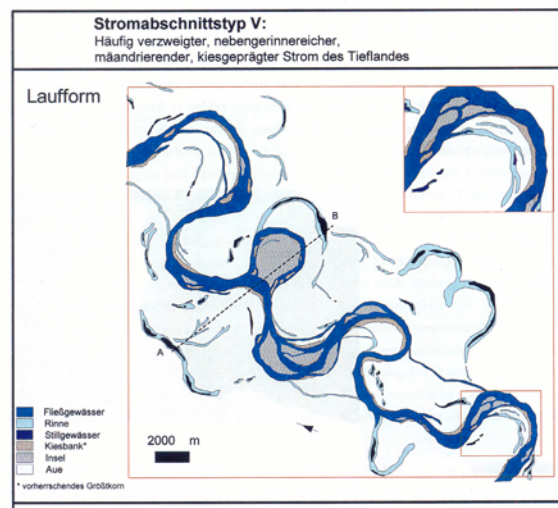 Stromabschnittstyp V:
Häufig verzweigter, nebengerinnereicher,
mäandrierender, kiesgeprägter Strom des Tieflandes
Laufform
B
A
Fließgewässer
Rinne
Stillgewässer
Kiesbank*
Insel
Aue
2000 m
* vorherrschendes Größtkorn